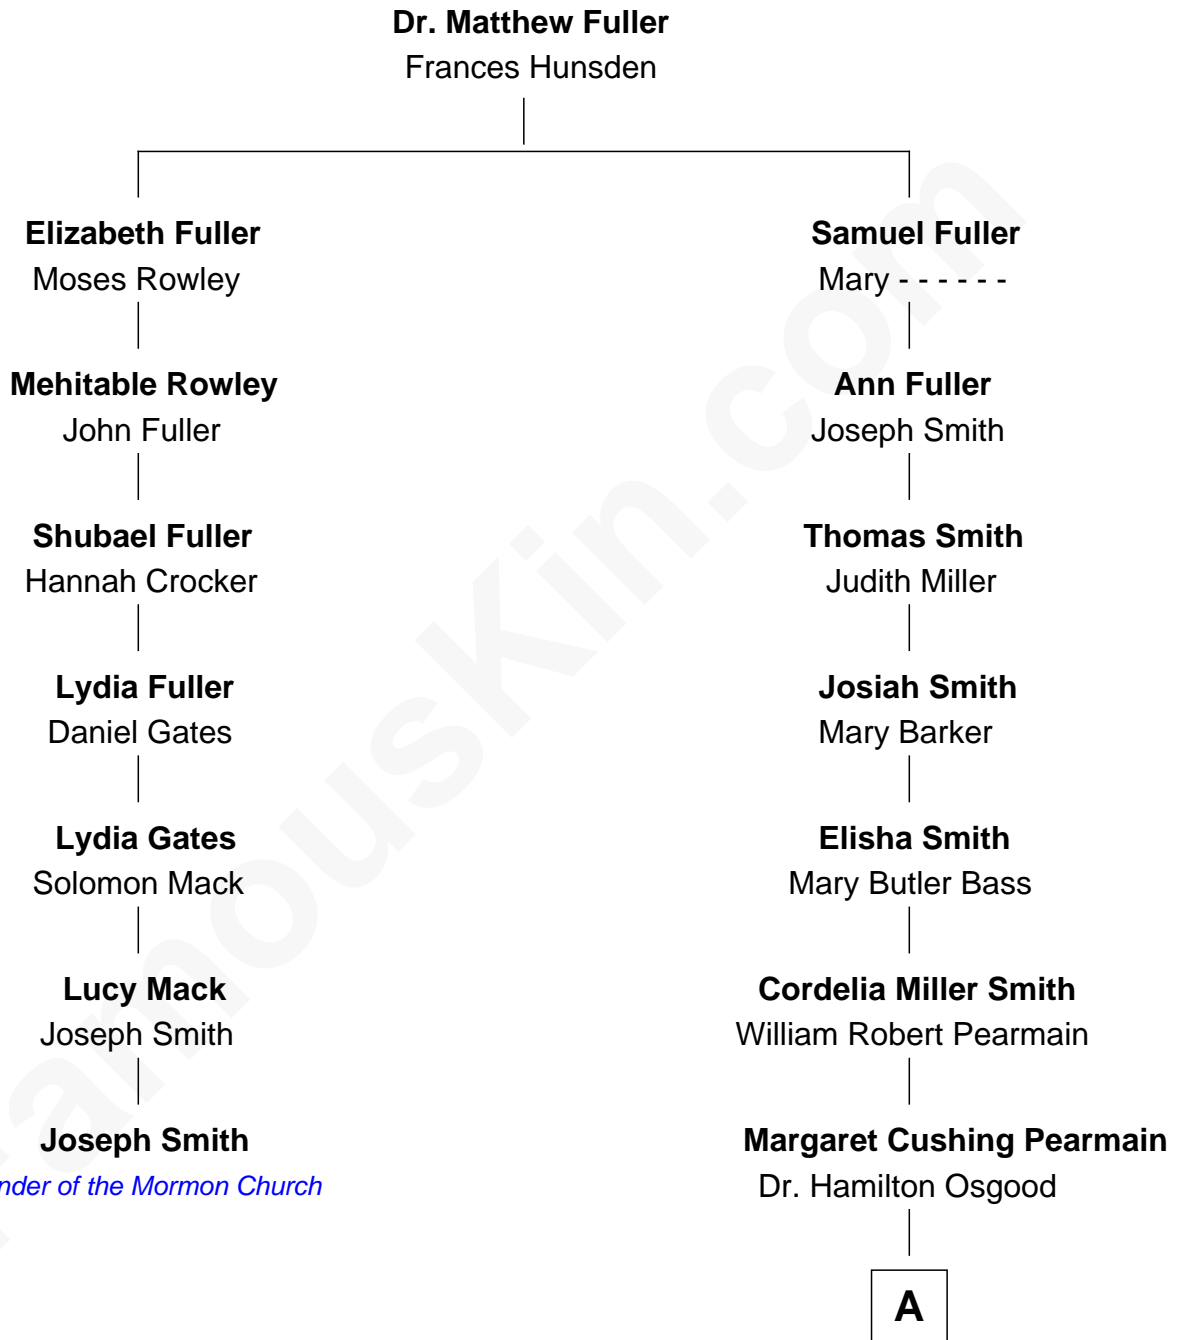 Dr. Matthew Fuller
Frances Hunsden
Elizabeth Fuller
Moses Rowley
Samuel Fuller
Mary - - - - - -
Mehitable Rowley
John Fuller
Ann Fuller
Joseph Smith
Shubael Fuller
Hannah Crocker
Thomas Smith
Judith Miller
Lydia Fuller
Daniel Gates
Josiah Smith
Mary Barker
Lydia Gates
Solomon Mack
Elisha Smith
Mary Butler Bass
Lucy Mack
Joseph Smith
Cordelia Miller Smith
William Robert Pearmain
Joseph Smith
nder of the Mormon Church
Margaret Cushing Pearmain
Dr. Hamilton Osgood
A
FamousKin.com